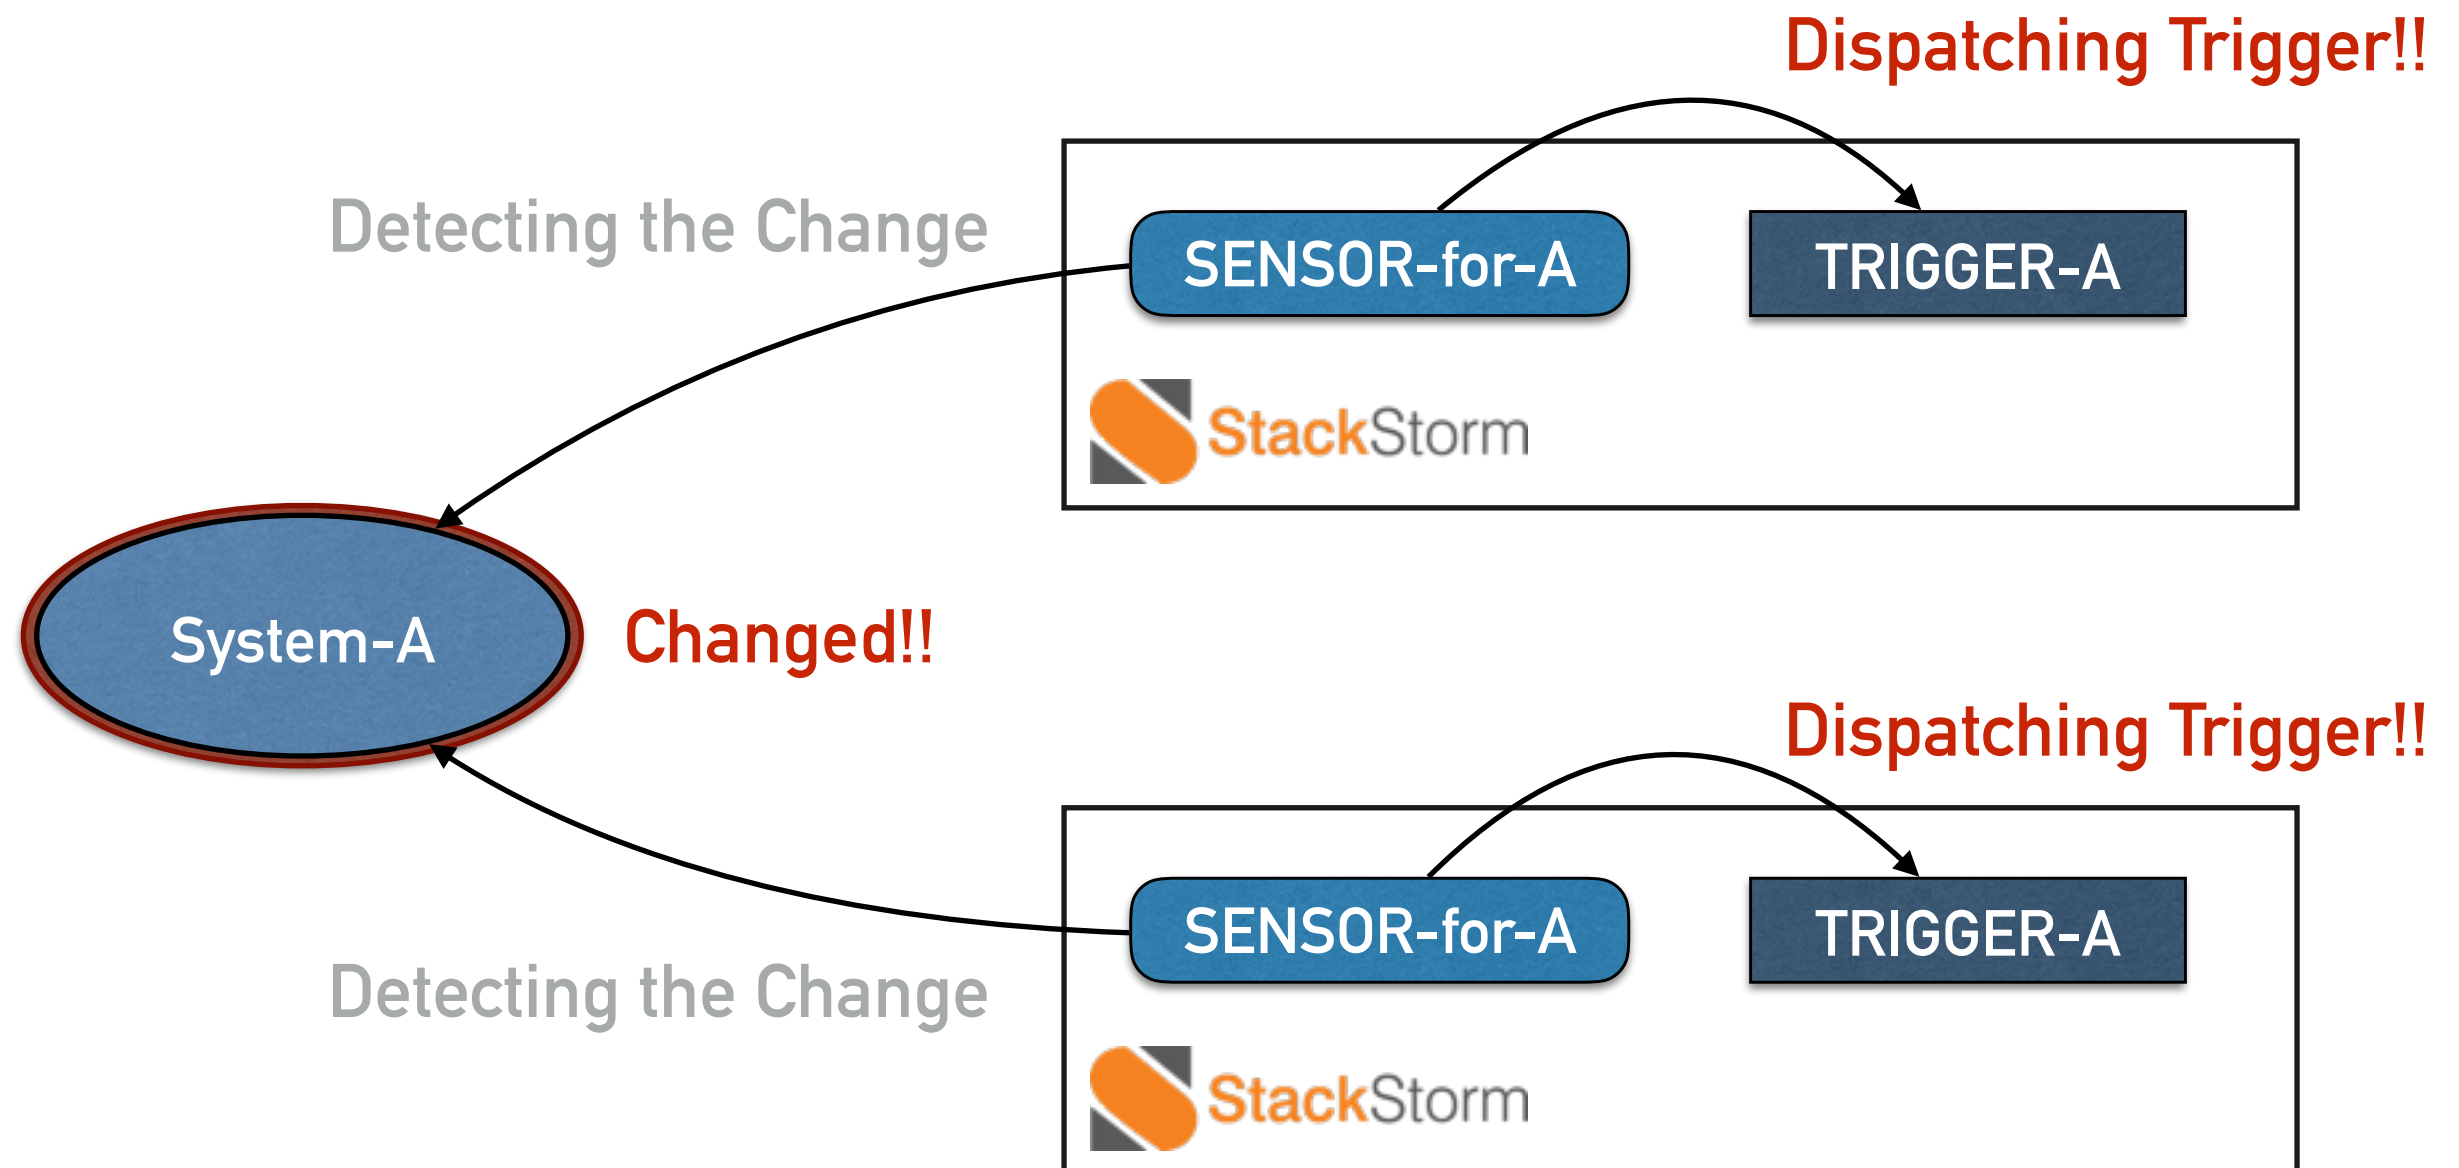 Dispatching Trigger!!
Detecting the Change
SENSOR-for-A
TRIGGER-A
StackStorm
System-A
Changed!!
Dispatching Trigger!!
SENSOR-for-A
TRIGGER-A
Detecting the Change
StackStorm